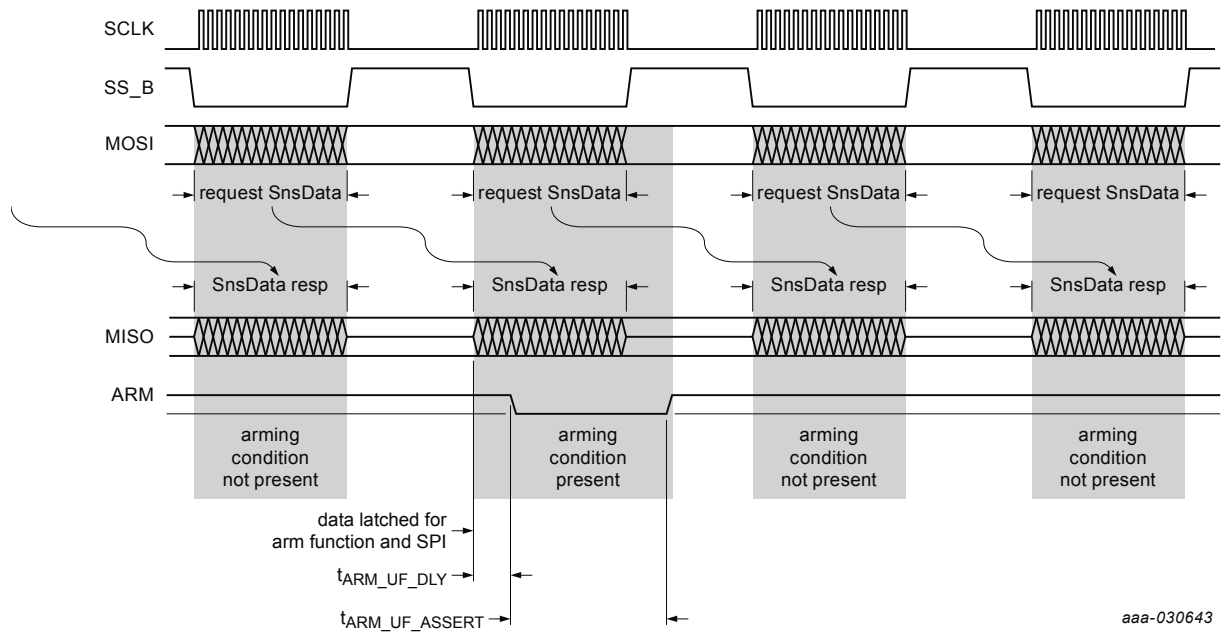 SCLK
SS_B
MOSI
request SnsData request SnsData request SnsData request SnsData
SnsData resp SnsData resp SnsData resp SnsData resp
MISO
ARM
arming arming arming arming
condition condition condition condition
not present present not present not present
data latched for
arm function and SPI
tARM_UF_DLY
tARM_UF_ASSERT
aaa-030643